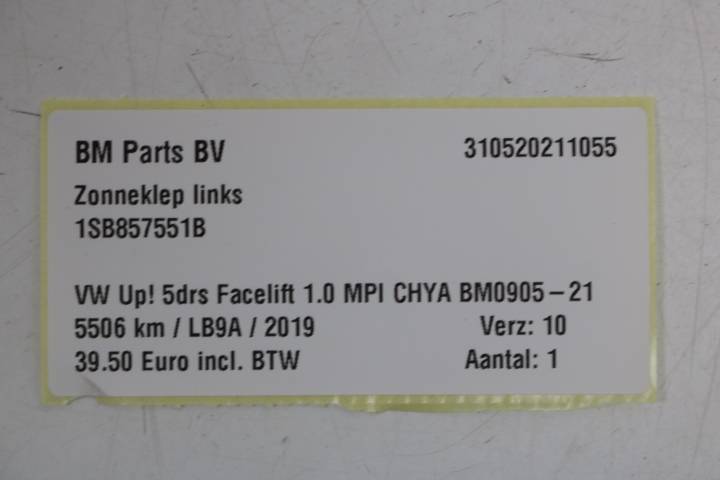 BM Parts BV 310520211055
Zonneklep links
1SB857551B
VW Up! 5drs Facelift 1.0 MPI CHYA BM0905-21
5506 km / LB9A / 2019 Verz: 10
39.50 Euro incl. BTW Aantal: 1